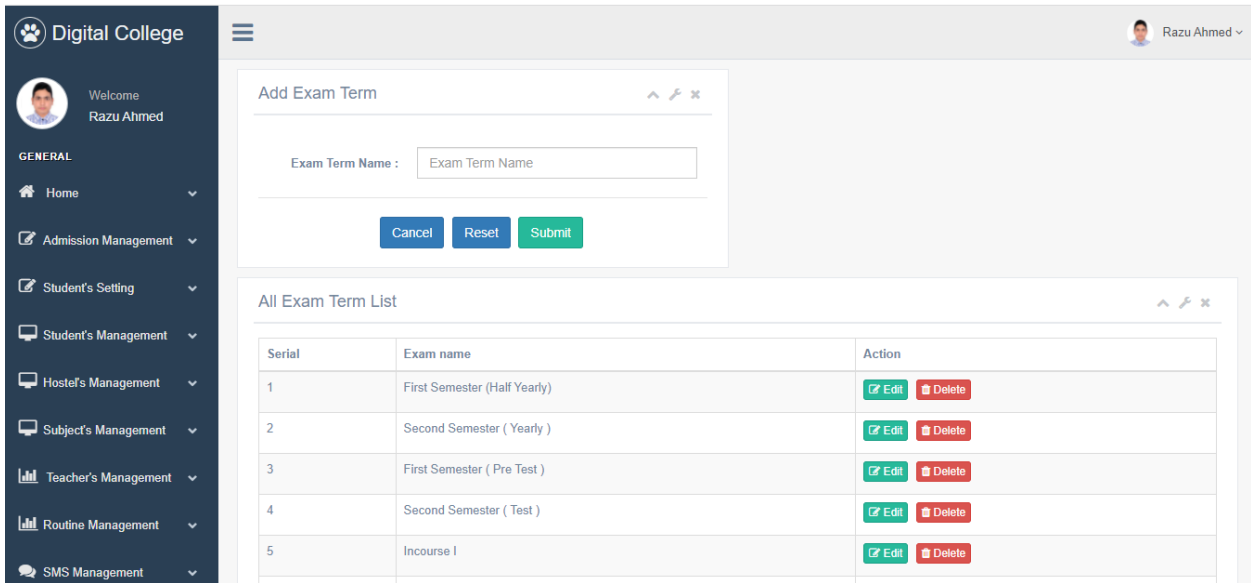 Digital College
Razu Ahmed
Welcome
Razu Ahmed
GENERAL
Home
Admission Management
Student's Setting
Student's Management
Hostel's Management
Subject's Management
Teacher's Management
Routine Management
SMS Management
Add Exam Term
Exam Term Name : Exam Term Name
Cancel Reset Submit
All Exam Term List
Serial Exam name Action
1 First Semester (Half Yearly) Edit Delete
2 Second Semester ( Yearly ) Edit Delete
3 First Semester ( Pre Test ) Edit Delete
4 Second Semester ( Test ) Edit Delete
5 Incourse I Edit Delete